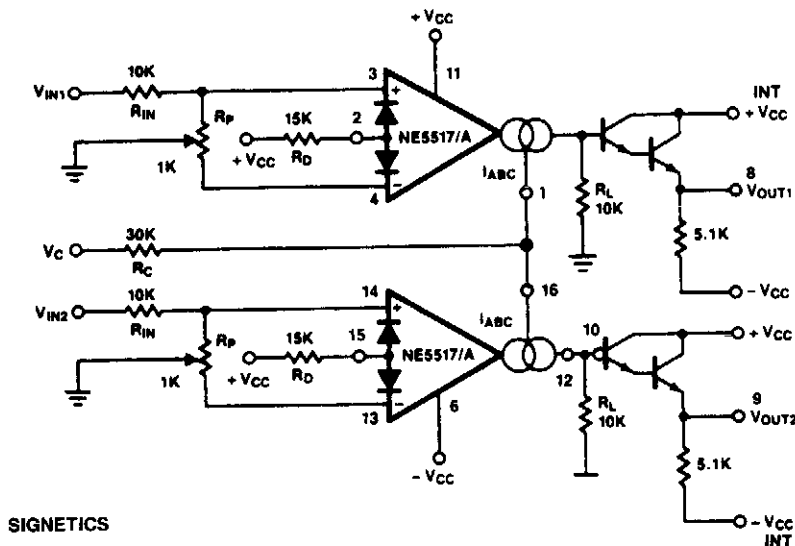 + VCC
10K
3
11
INT
VIN1
RIN
RP
15K
2
+
NE5517/A
+ VCC
+ VCC
RD
1K
4
−
IABC
1
RL
10K
8
VOUT1
5.1K
− VCC
VC
30K
RC
16
10K
14
IABC
VIN2
RIN
RP
15K
15
+
NE5517/A
10
+ VCC
+ VCC
RD
1K
13
−
6
12
RL
10K
9
VOUT2
5.1K
− VCC
− VCC
INT
SIGNETICS